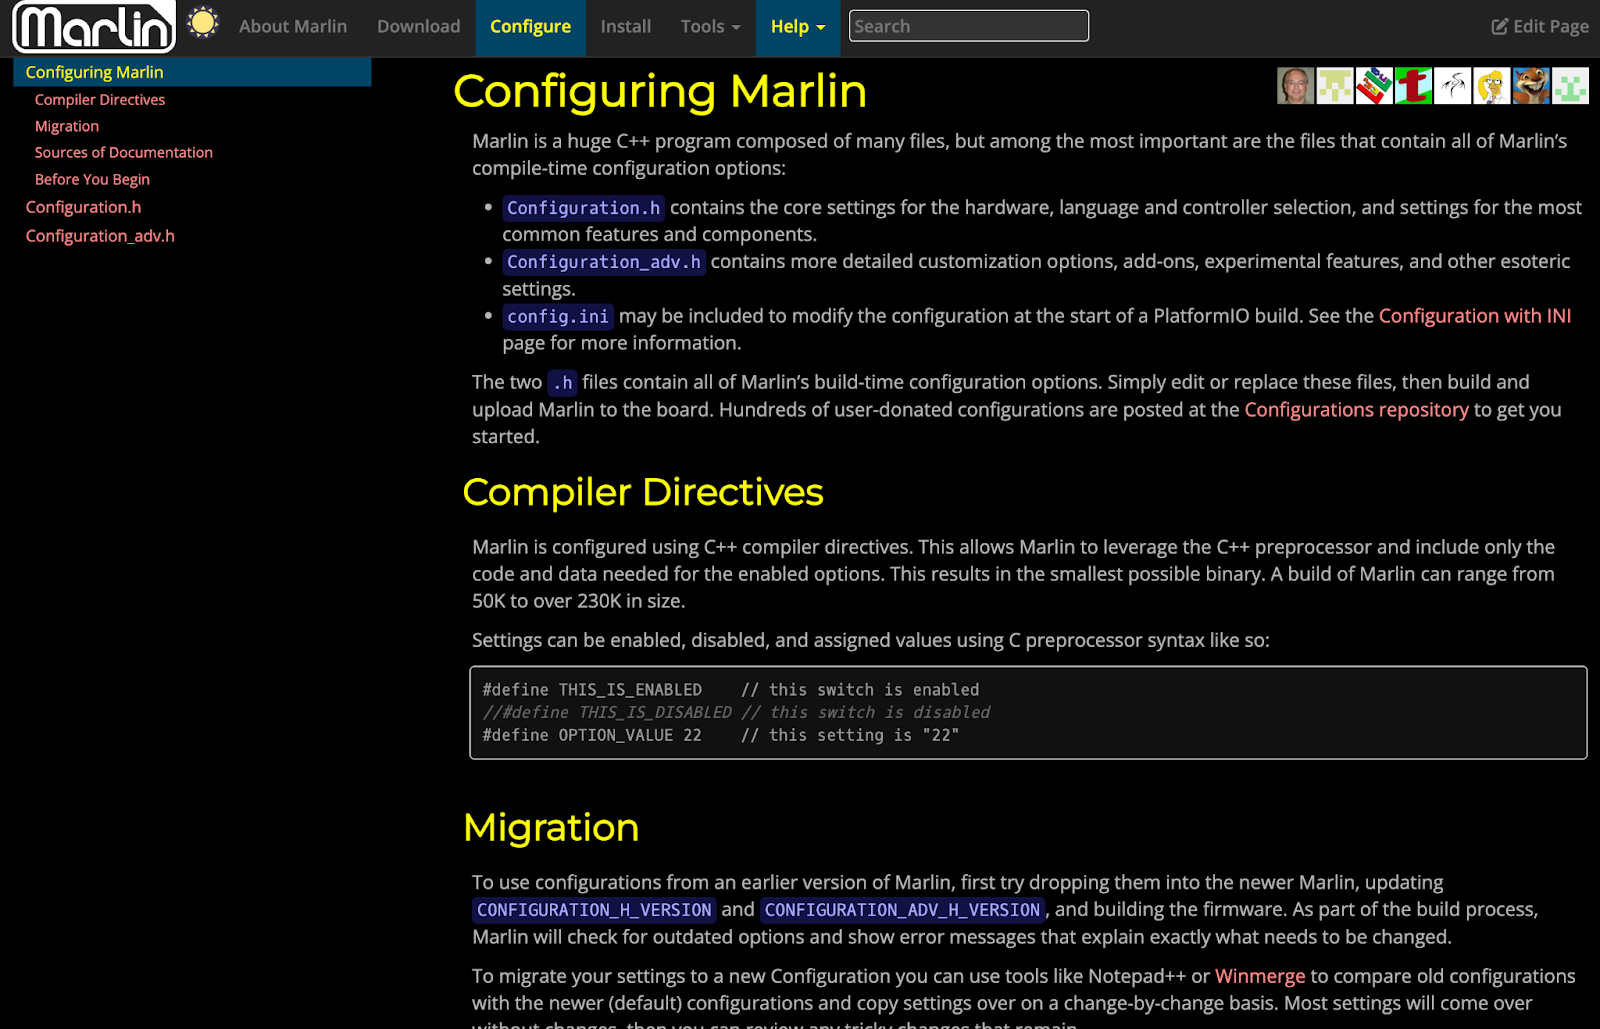 Marlin About Marlin Download Configure Install Tools Help Search Edit Page
Configuring Marlin
Compiler Directives
Migration
Sources of Documentation
Before You Begin
Configuration.h
Configuration_adv.h
Configuring Marlin
Marlin is a huge C++ program composed of many files, but among the most important are the files that contain all of Marlin’s
compile-time configuration options:
• Configuration.h contains the core settings for the hardware, language and controller selection, and settings for the most
common features and components.
• Configuration_adv.h contains more detailed customization options, add-ons, experimental features, and other esoteric
settings.
• config.ini may be included to modify the configuration at the start of a PlatformIO build. See the Configuration with INI
page for more information.
The two .h files contain all of Marlin’s build-time configuration options. Simply edit or replace these files, then build and
upload Marlin to the board. Hundreds of user-donated configurations are posted at the Configurations repository to get you
started.
Compiler Directives
Marlin is configured using C++ compiler directives. This allows Marlin to leverage the C++ preprocessor and include only the
code and data needed for the enabled options. This results in the smallest possible binary. A build of Marlin can range from
50K to over 230K in size.
Settings can be enabled, disabled, and assigned values using C preprocessor syntax like so:
#define THIS_IS_ENABLED    // this switch is enabled
//#define THIS_IS_DISABLED // this switch is disabled
#define OPTION_VALUE 22    // this setting is "22"
Migration
To use configurations from an earlier version of Marlin, first try dropping them into the newer Marlin, updating
CONFIGURATION_H_VERSION and CONFIGURATION_ADV_H_VERSION, and building the firmware. As part of the build process,
Marlin will check for outdated options and show error messages that explain exactly what needs to be changed.
To migrate your settings to a new Configuration you can use tools like Notepad++ or Winmerge to compare old configurations
with the newer (default) configurations and copy settings over on a change-by-change basis. Most settings will come over
without changes, then you can review any tricky changes that remain.